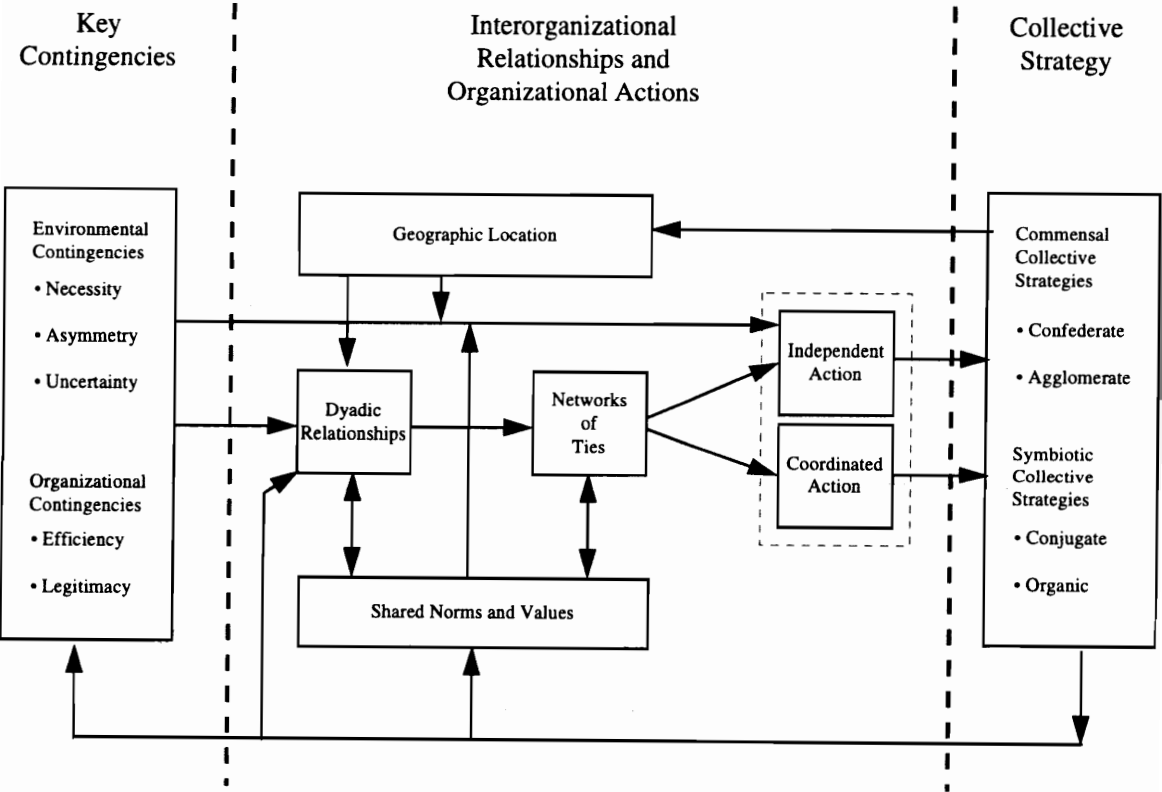 Key
Contingencies
Interorganizational
Relationships and
Organizational Actions
Collective
Strategy
Environmental
Contingencies
• Necessity
• Asymmetry
• Uncertainty
Organizational
Contingencies
• Efficiency
• Legitimacy
Geographic Location
Dyadic
Relationships
Networks
of
Ties
Independent
Action
Coordinated
Action
Shared Norms and Values
Commensal
Collective
Strategies
• Confederate
• Agglomerate
Symbiotic
Collective
Strategies
• Conjugate
• Organic